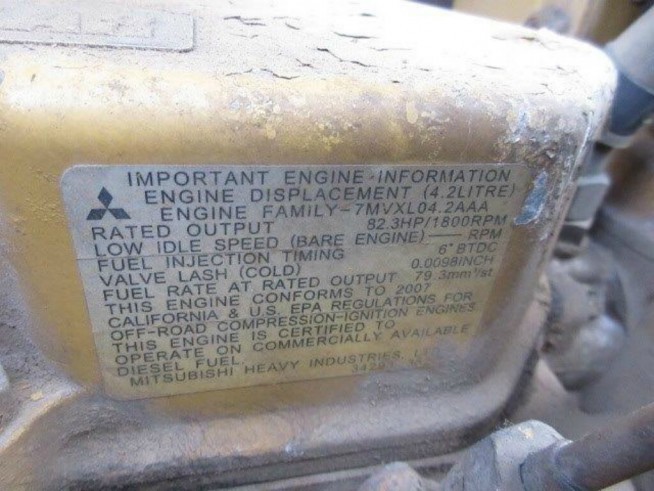 IMPORTANT ENGINE INFORMATION
ENGINE DISPLACEMENT (4.2LITRE)
ENGINE FAMILY-7MVXL04.2AAA
RATED OUTPUT 82.3HP/1800RPM
LOW IDLE SPEED (BARE ENGINE) — RPM
FUEL INJECTION TIMING 6°BTDC
VALVE LASH (COLD) 0.0098INCH
FUEL RATE AT RATED OUTPUT 79.3mm³/st
THIS ENGINE CONFORMS TO 2007
CALIFORNIA & U.S. EPA REGULATIONS FOR
OFF-ROAD COMPRESSION-IGNITION ENGINES.
THIS ENGINE IS CERTIFIED TO
OPERATE ON COMMERCIALLY AVAILABLE
DIESEL FUEL.
MITSUBISHI HEAVY INDUSTRIES,